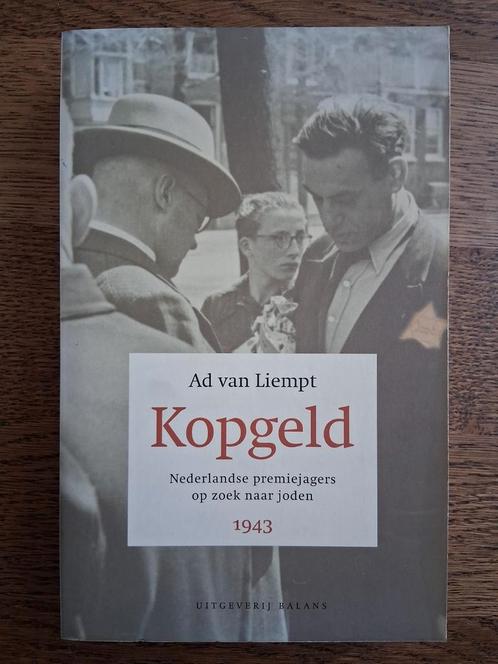 Ad van Liempt
Kopgeld
Nederlandse premiejagers
op zoek naar joden
1943
UITGEVERIJ BALANS